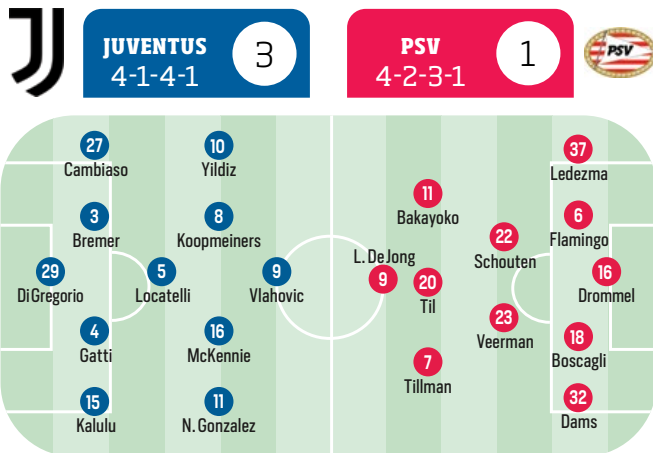 JUVENTUS
4-1-4-1
3
PSV
4-2-3-1
1
PSV
27
Cambiaso
3
Bremer
29
DiGregorio
4
Gatti
15
Kalulu
5
Locatelli
10
Yildiz
8
Koopmeiners
16
McKennie
11
N. Gonzalez
9
Vlahovic
L. De Jong
9
11
Bakayoko
20
Til
7
Tillman
22
Schouten
23
Veerman
37
Ledezma
6
Flamingo
16
Drommel
18
Boscagli
32
Dams